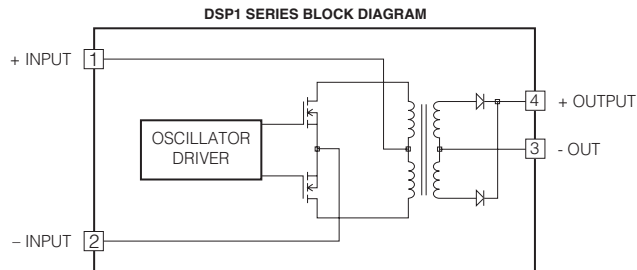 DSP1 SERIES BLOCK DIAGRAM
+ INPUT 1
4 + OUTPUT
OSCILLATOR
DRIVER
3 - OUT
– INPUT 2